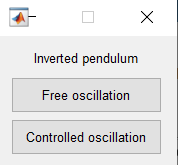 Inverted pendulum
Free oscillation
Controlled oscillation